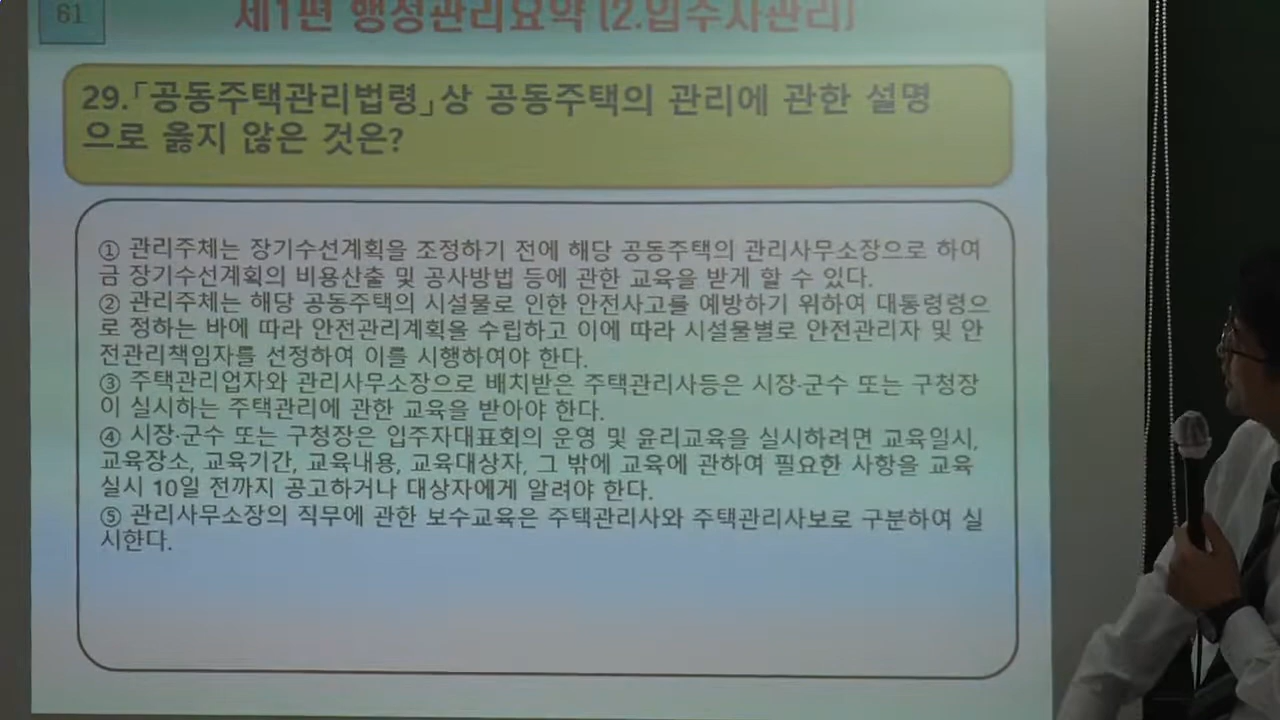 61
제1편 행정관리요약 (2.입주자관리)
29.「공동주택관리법령」상 공동주택의 관리에 관한 설명
으로 옳지 않은 것은?
① 관리주체는 장기수선계획을 조정하기 전에 해당 공동주택의 관리사무소장으로 하여
금 장기수선계획의 비용산출 및 공사방법 등에 관한 교육을 받게 할 수 있다.
② 관리주체는 해당 공동주택의 시설물로 인한 안전사고를 예방하기 위하여 대통령령으
로 정하는 바에 따라 안전관리계획을 수립하고 이에 따라 시설물별로 안전관리자 및 안
전관리책임자를 선정하여 이를 시행하여야 한다.
③ 주택관리업자와 관리사무소장으로 배치받은 주택관리사등은 시장·군수 또는 구청장
이 실시하는 주택관리에 관한 교육을 받아야 한다.
④ 시장·군수 또는 구청장은 입주자대표회의 운영 및 윤리교육을 실시하려면 교육일시,
교육장소, 교육기간, 교육내용, 교육대상자, 그 밖에 교육에 관하여 필요한 사항을 교육
실시 10일 전까지 공고하거나 대상자에게 알려야 한다.
⑤ 관리사무소장의 직무에 관한 보수교육은 주택관리사와 주택관리사보로 구분하여 실
시한다.